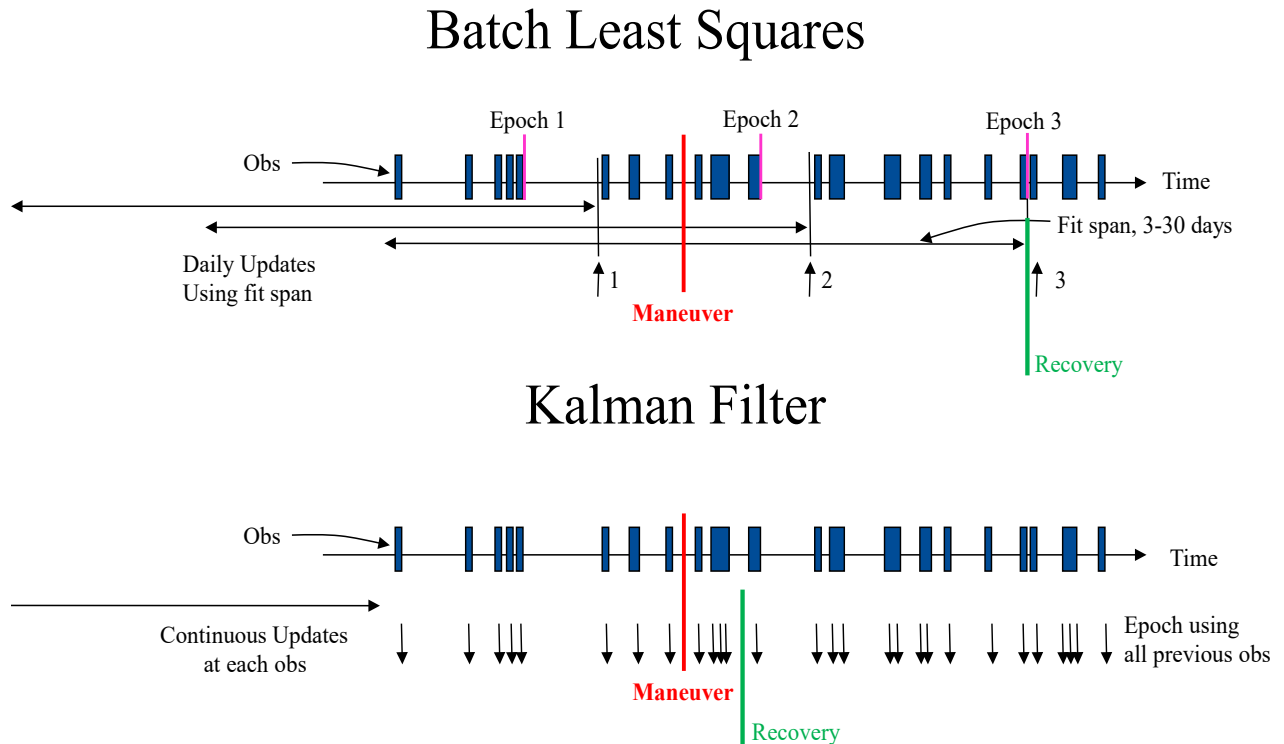 Batch Least Squares
Epoch 1
Epoch 2
Epoch 3
Obs
Time
Fit span, 3-30 days
Daily Updates
Using fit span
1
2
3
Maneuver
Recovery
Kalman Filter
Obs
Time
Continuous Updates
at each obs
Epoch using
all previous obs
Maneuver
Recovery